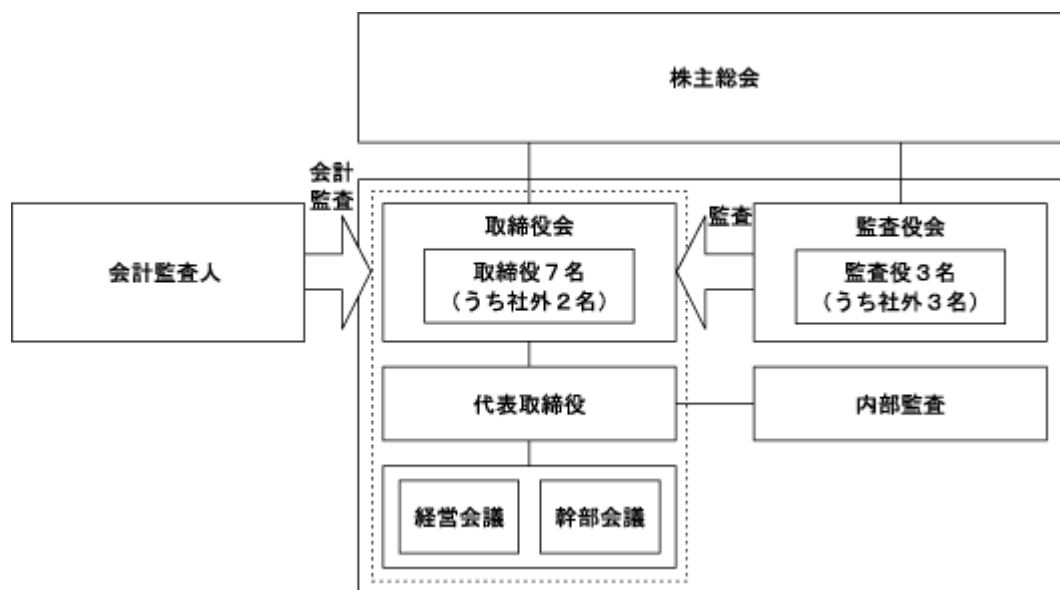 株主総会
会計
監査
会計監査人
取締役会
取締役７名
（うち社外２名）
監査
監査役会
監査役３名
（うち社外３名）
代表取締役
内部監査
経営会議
幹部会議